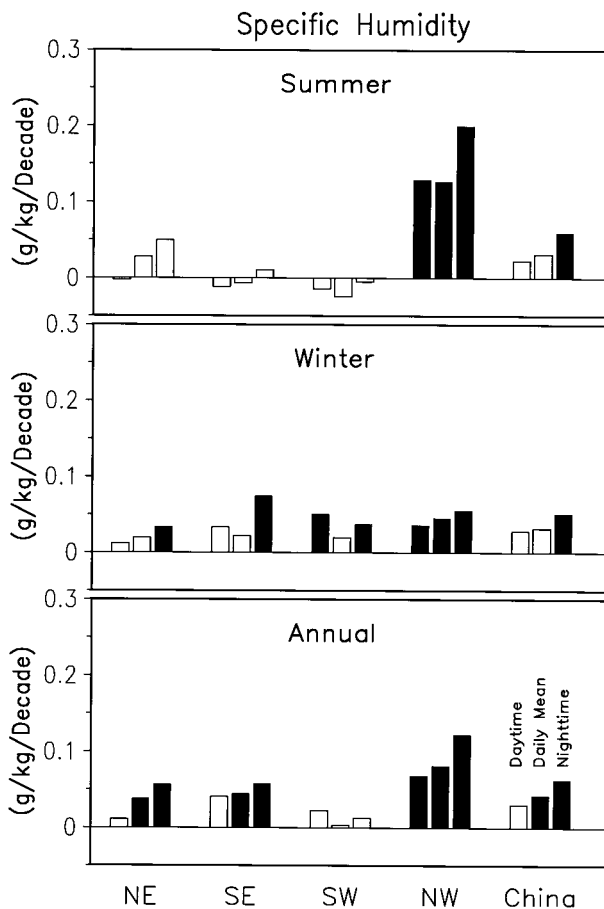 Specific Humidity
Summer
(g/kg/Decade)
0.3
0.2
0.1
0
Winter
(g/kg/Decade)
0.3
0.2
0.1
0
Annual
(g/kg/Decade)
0.3
0.2
0.1
0
Daytime
Daily Mean
Nighttime
NE SE SW NW China